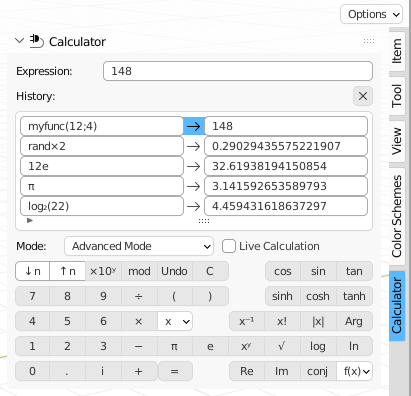 Options
Calculator
Expression: 148
History:
myfunc(12;4) → 148
rand×2 → 0.29029435575221907
12e → 32.61938194150854
π → 3.141592653589793
log₂(22) → 4.459431618637297
Mode: Advanced Mode Live Calculation
↓n ↑n ×10ʸ mod Undo C cos sin tan
7 8 9 ÷ ( ) sinh cosh tanh
4 5 6 × x x⁻¹ x! |x| Arg
1 2 3 − π e xʸ √ log ln
0 . i + = Re Im conj f(x)
Item
Tool
View
Color Schemes
Calculator